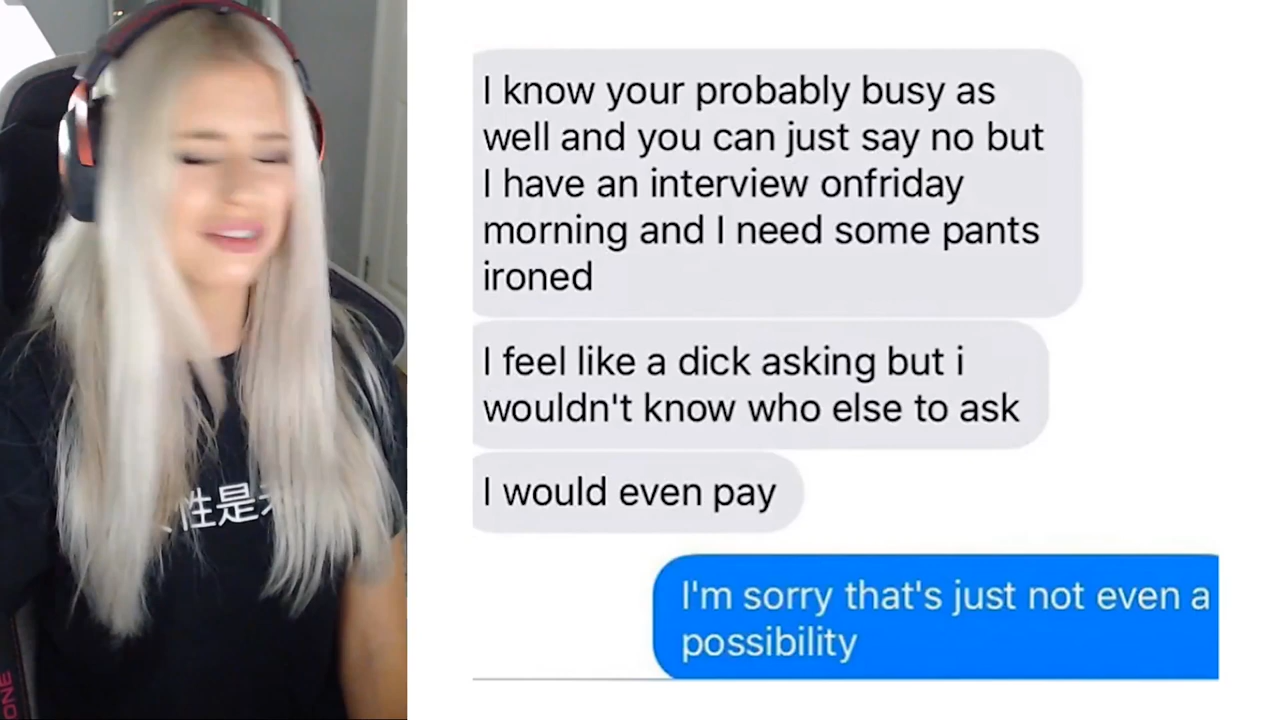 I know your probably busy as
well and you can just say no but
I have an interview onfriday
morning and I need some pants
ironed
I feel like a dick asking but i
wouldn't know who else to ask
I would even pay
I'm sorry that's just not even a
possibility
性是
ONE